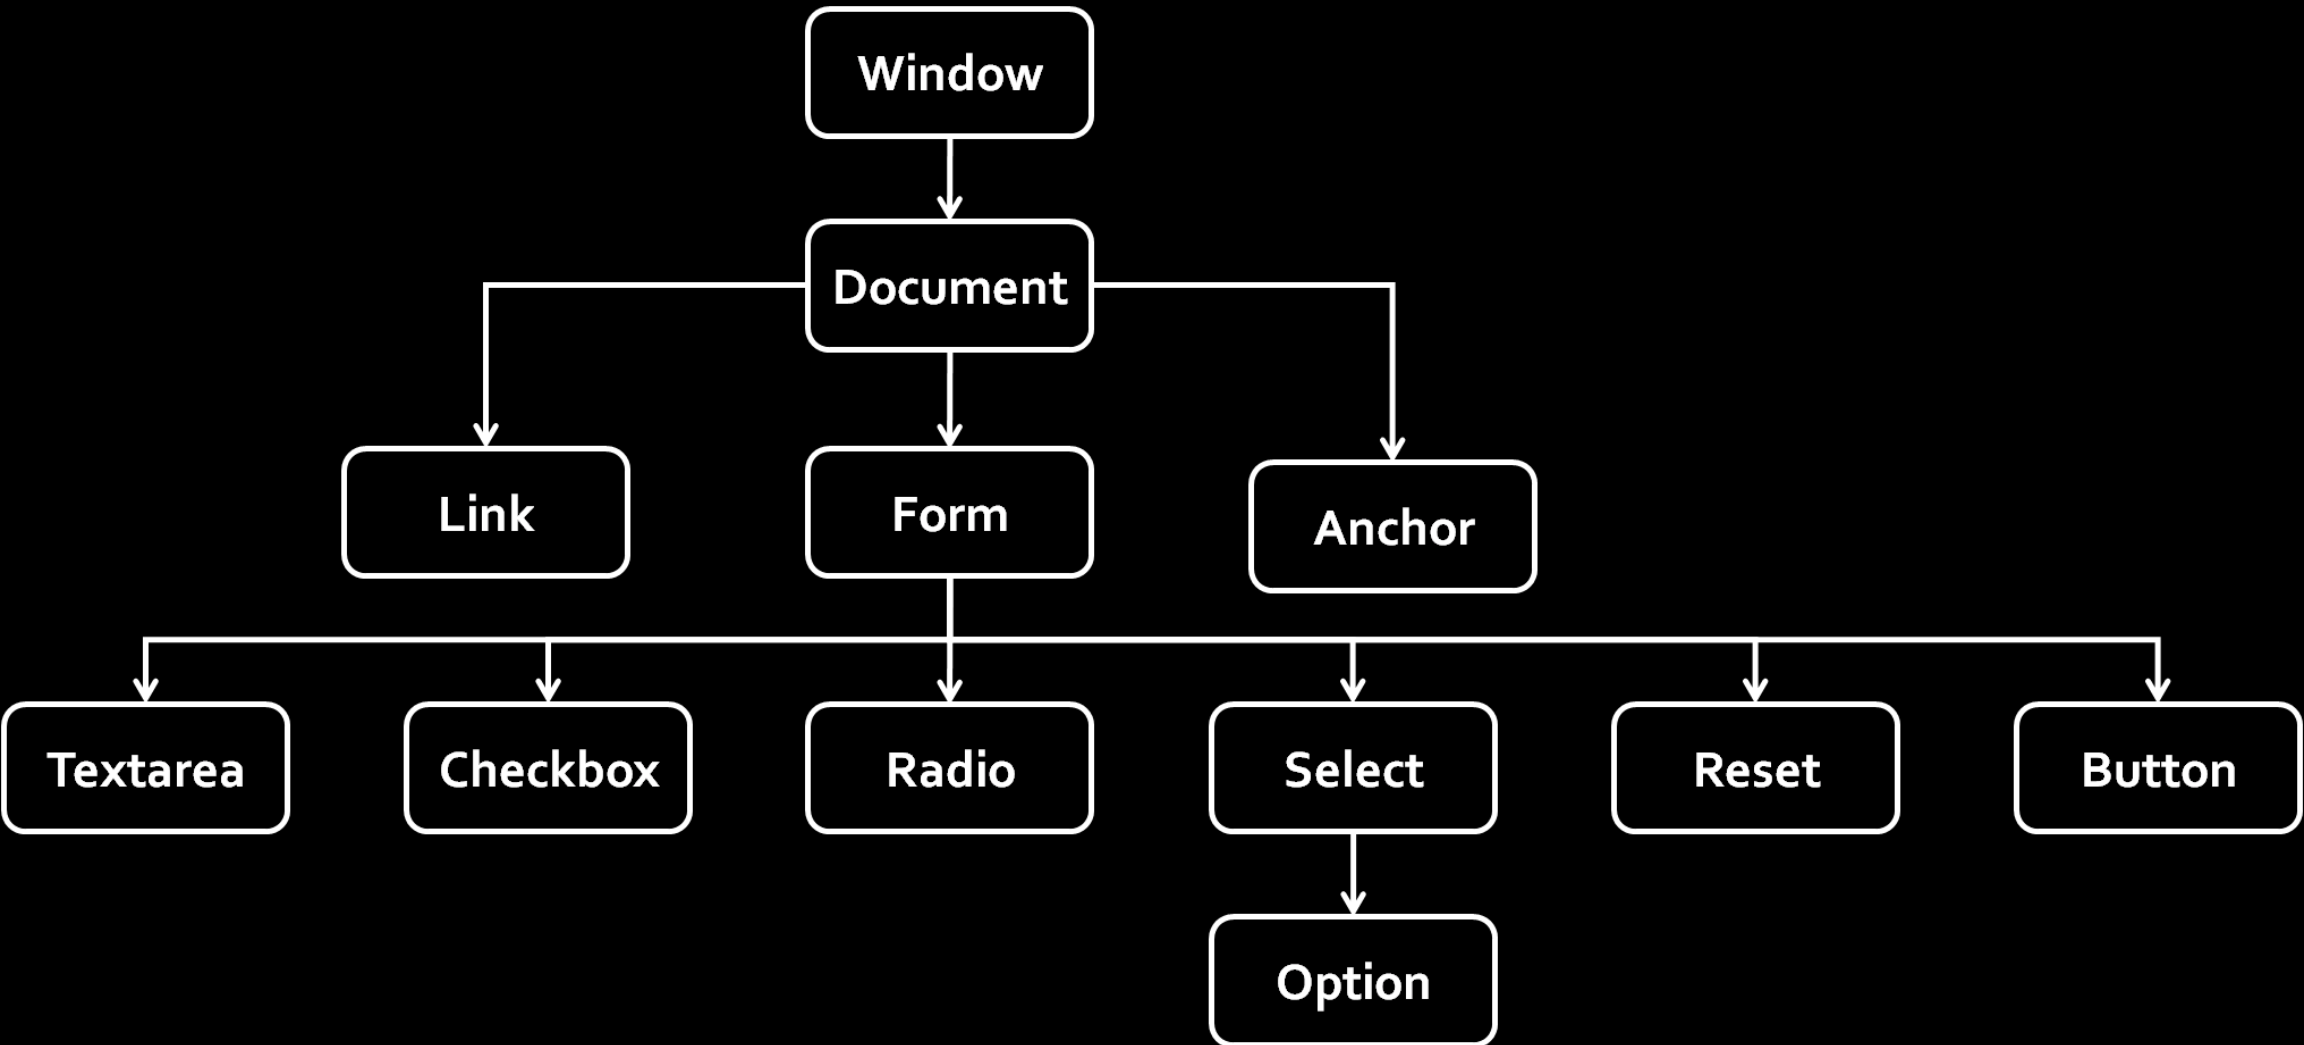 Window
Document
Link
Form
Anchor
Textarea
Checkbox
Radio
Select
Reset
Button
Option